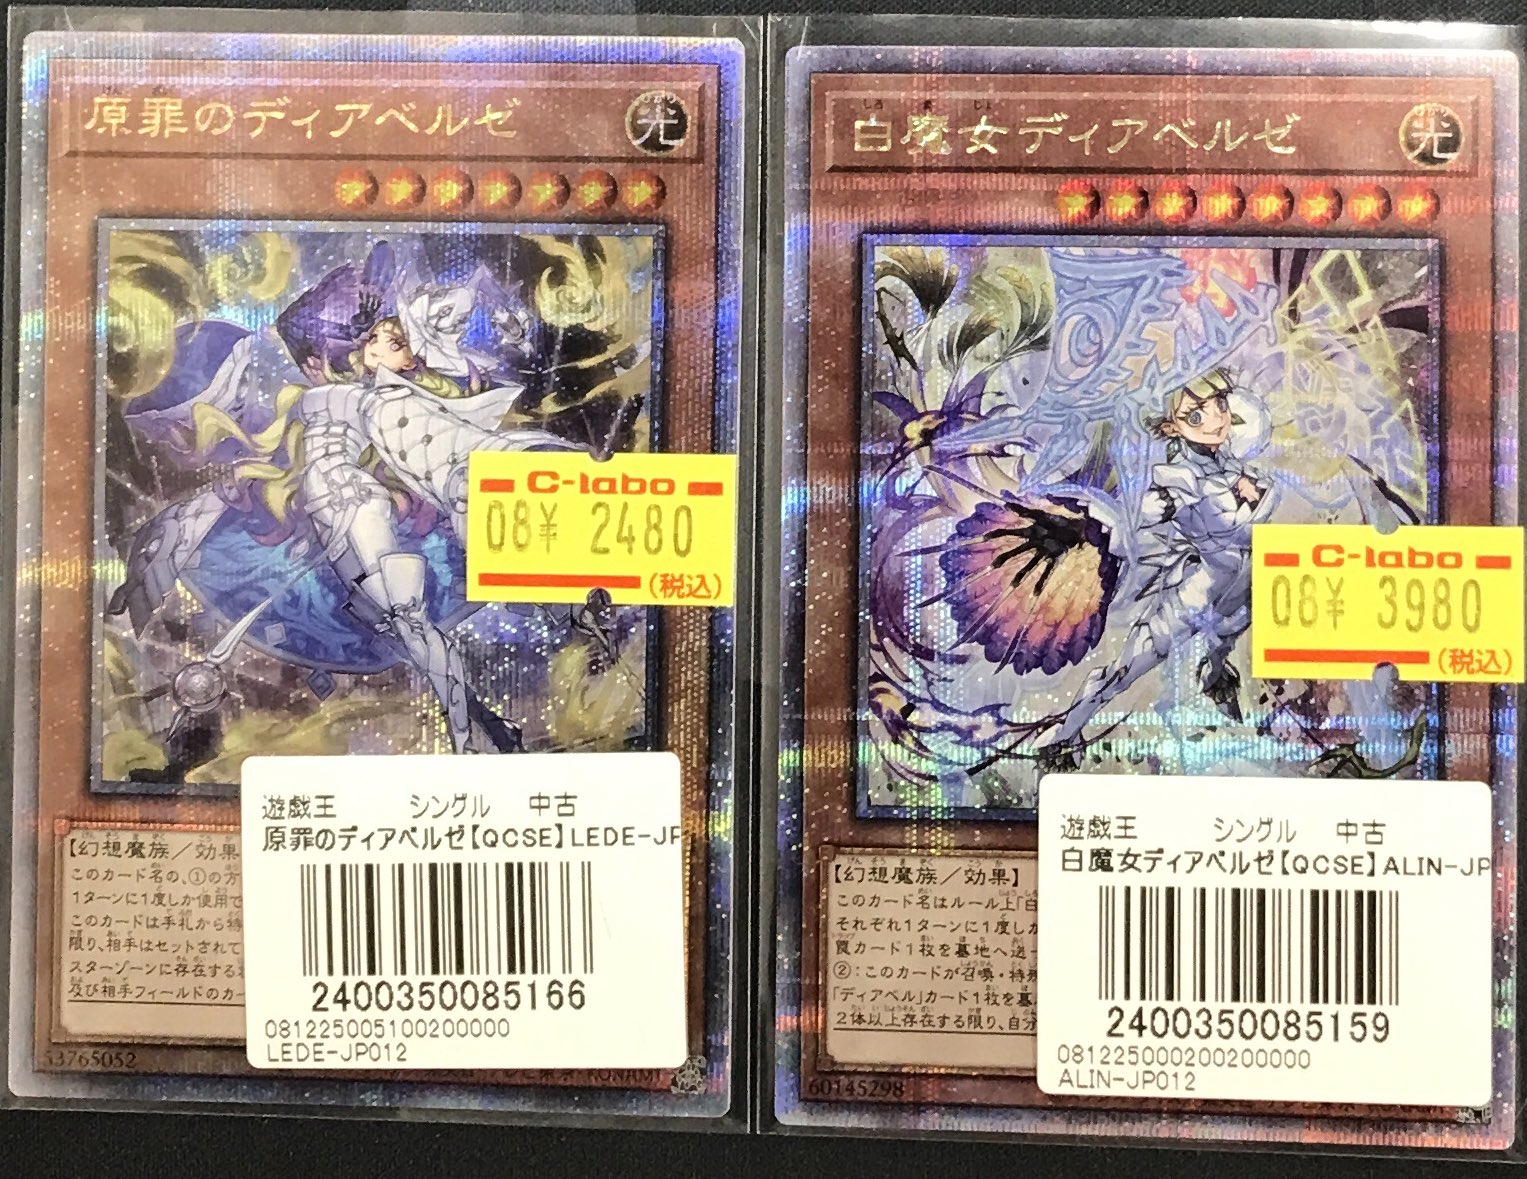 原罪のディアベルゼ
光
C-labo
08¥ 2480
(税込)
遊戯王 シングル 中古
原罪のディアベルゼ【QCSE】LEDE-JP
【幻想魔族/効果
このカード名の、①の方
1ターンに1度しか使用で
このカードは手札から特
限り、相手はセットされて
スターゾーンに存在する
及び相手フィールドのカー
2400350085166
081225005100200000
LEDE-JP012
53765052
KONAMI
白魔女ディアベルゼ
光
C-labo
08¥ 3980
(税込)
遊戯王 シングル 中古
白魔女ディアベルゼ【QCSE】ALIN-JP
【幻想魔族/効果】
このカード名はルール上「白
それぞれ1ターンに1度しか
罠カード1枚を墓地へ送
②:このカードが召喚・特殊
「ディアベル」カード1枚を墓
2体以上存在する限り、自分
2400350085159
081225000200200000
ALIN-JP012
60145298